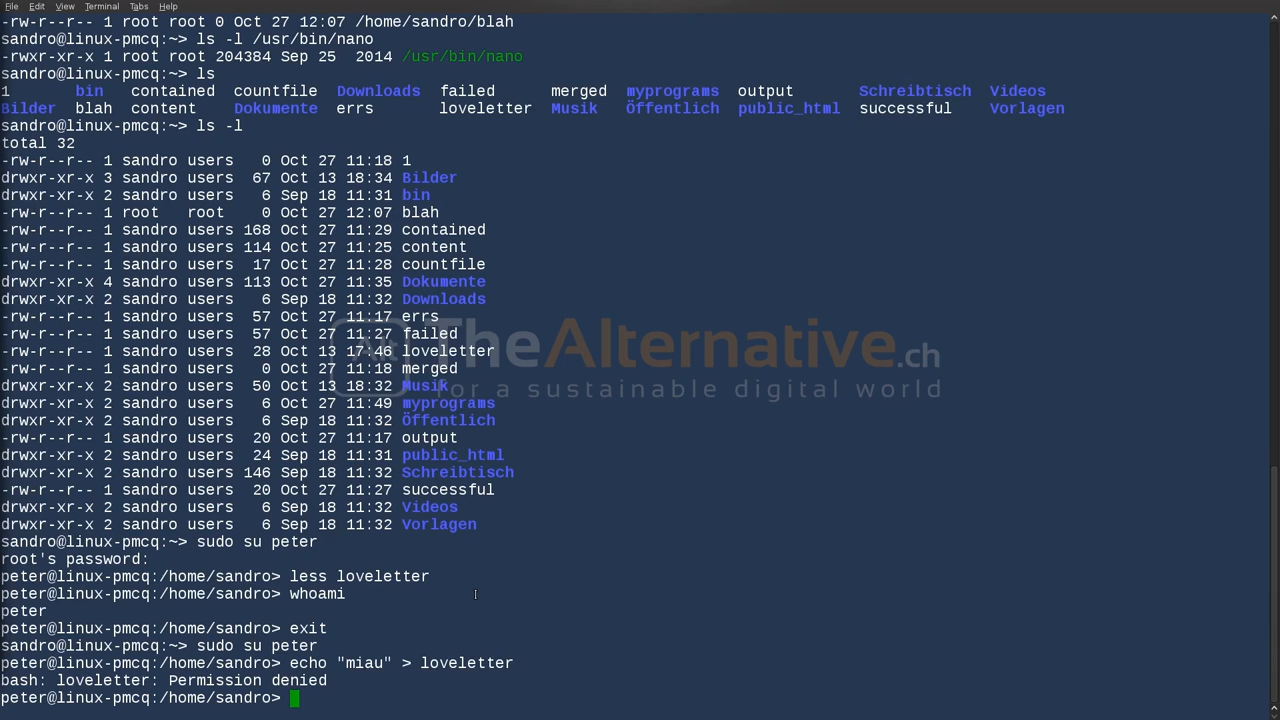 File Edit View Terminal Tabs Help
-rw-r--r-- 1 root root 0 Oct 27 12:07 /home/sandro/blah
sandro@linux-pmcq:~> ls -l /usr/bin/nano
-rwxr-xr-x 1 root root 204384 Sep 25  2014 /usr/bin/nano
sandro@linux-pmcq:~> ls
1       bin   contained  countfile  Downloads  failed      merged  myprograms  output       Schreibtisch  Videos
Bilder  blah  content    Dokumente  errs       loveletter  Musik   Öffentlich  public_html  successful    Vorlagen
sandro@linux-pmcq:~> ls -l
total 32
-rw-r--r-- 1 sandro users   0 Oct 27 11:18 1
drwxr-xr-x 3 sandro users  67 Oct 13 18:34 Bilder
drwxr-xr-x 2 sandro users   6 Sep 18 11:31 bin
-rw-r--r-- 1 root   root    0 Oct 27 12:07 blah
-rw-r--r-- 1 sandro users 168 Oct 27 11:29 contained
-rw-r--r-- 1 sandro users 114 Oct 27 11:25 content
-rw-r--r-- 1 sandro users  17 Oct 27 11:28 countfile
drwxr-xr-x 4 sandro users 113 Oct 27 11:35 Dokumente
drwxr-xr-x 2 sandro users   6 Sep 18 11:32 Downloads
-rw-r--r-- 1 sandro users  57 Oct 27 11:17 errs
-rw-r--r-- 1 sandro users  57 Oct 27 11:27 failed
-rw-r--r-- 1 sandro users  28 Oct 13 17:46 loveletter
-rw-r--r-- 1 sandro users   0 Oct 27 11:18 merged
drwxr-xr-x 2 sandro users  50 Oct 13 18:32 Musik
drwxr-xr-x 2 sandro users   6 Oct 27 11:49 myprograms
drwxr-xr-x 2 sandro users   6 Sep 18 11:32 Öffentlich
-rw-r--r-- 1 sandro users  20 Oct 27 11:17 output
drwxr-xr-x 2 sandro users  24 Sep 18 11:31 public_html
drwxr-xr-x 2 sandro users 146 Sep 18 11:32 Schreibtisch
-rw-r--r-- 1 sandro users  20 Oct 27 11:27 successful
drwxr-xr-x 2 sandro users   6 Sep 18 11:32 Videos
drwxr-xr-x 2 sandro users   6 Sep 18 11:32 Vorlagen
sandro@linux-pmcq:~> sudo su peter
root's password:
peter@linux-pmcq:/home/sandro> less loveletter
peter@linux-pmcq:/home/sandro> whoami
peter
peter@linux-pmcq:/home/sandro> exit
sandro@linux-pmcq:~> sudo su peter
peter@linux-pmcq:/home/sandro> echo "miau" > loveletter
bash: loveletter: Permission denied
peter@linux-pmcq:/home/sandro>
Alt TheAlternative.ch
for a sustainable digital world